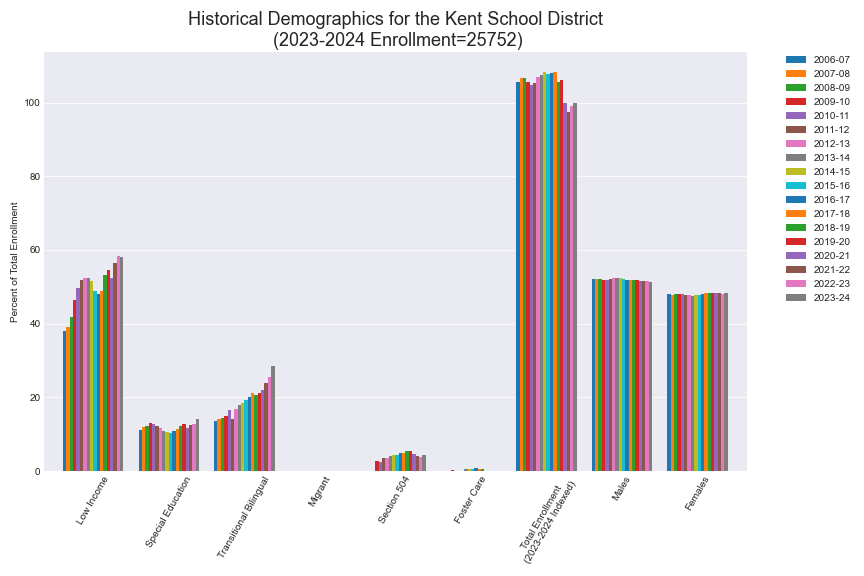 Historical Demographics for the Kent School District
(2023-2024 Enrollment=25752)
Percent of Total Enrollment
100
80
60
40
20
0
Low Income
Special Education
Transitional Bilingual
Migrant
Section 504
Foster Care
Total Enrollment
(2023-2024 Indexed)
Males
Females
2006-07
2007-08
2008-09
2009-10
2010-11
2011-12
2012-13
2013-14
2014-15
2015-16
2016-17
2017-18
2018-19
2019-20
2020-21
2021-22
2022-23
2023-24